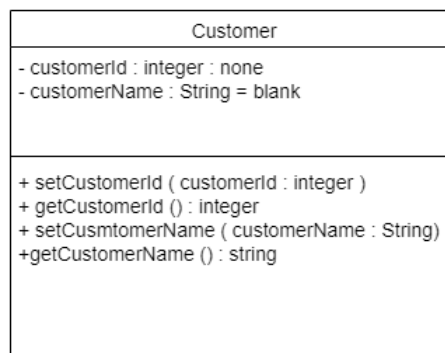 Customer
- customerId : integer : none
- customerName : String = blank
+ setCustomerId ( customerId : integer )
+ getCustomerId () : integer
+ setCusmtomerName ( customerName : String)
+getCustomerName () : string